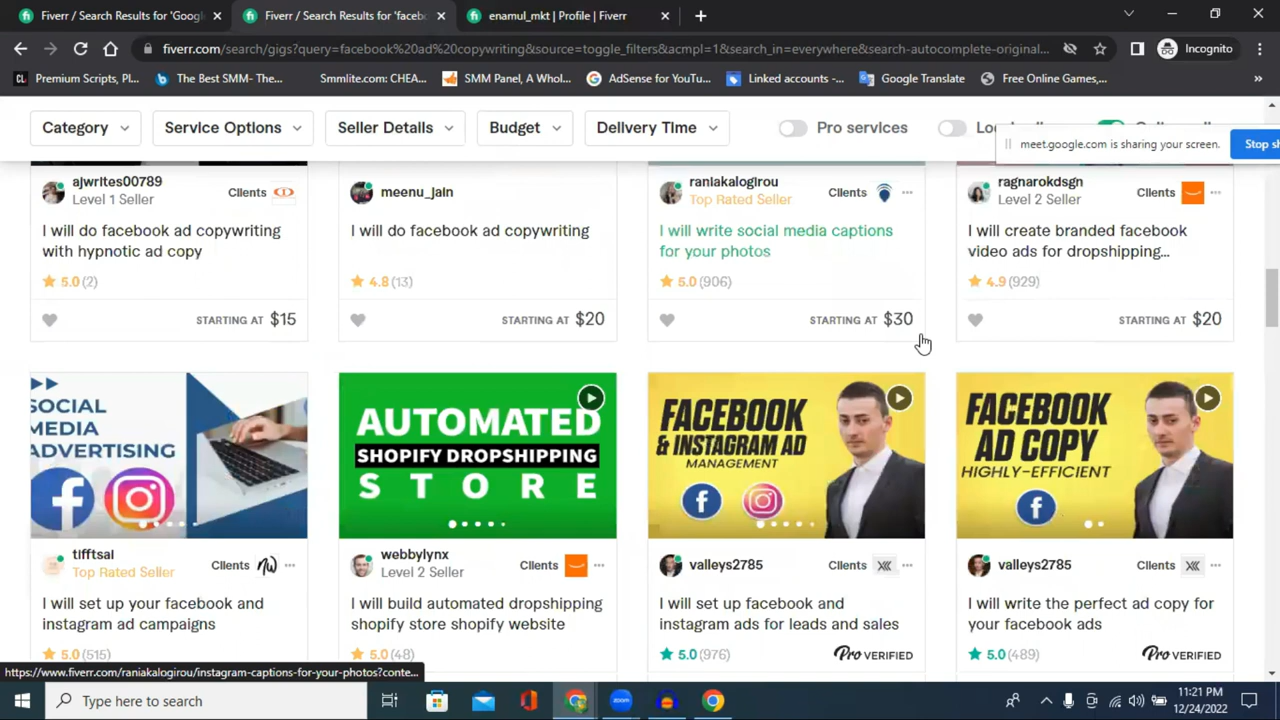 Fiverr / Search Results for 'Googl
Fiverr / Search Results for 'faceb
enamul_mkt | Profile | Fiverr
fiverr.com/search/gigs?query=facebook%20ad%20copywriting&source=toggle_filters&acmpl=1&search_in=everywhere&search-autocomplete-original...
Incognito
Premium Scripts, Pl...
The Best SMM- The...
Smmlite.com: CHEA...
SMM Panel, A Whol...
AdSense for YouTu...
Linked accounts -...
Google Translate
Free Online Games,...
Category
Service Options
Seller Details
Budget
Delivery Time
Pro services
meet.google.com is sharing your screen.
Stop sh
ajwrites00789
Level 1 Seller
Clients
I will do facebook ad copywriting
with hypnotic ad copy
5.0 (2)
STARTING AT $15
meenu_jain
I will do facebook ad copywriting
4.8 (13)
STARTING AT $20
raniakalogirou
Top Rated Seller
Clients
I will write social media captions
for your photos
5.0 (906)
STARTING AT $30
ragnarokdsgn
Level 2 Seller
Clients
I will create branded facebook
video ads for dropshipping...
4.9 (929)
STARTING AT $20
SOCIAL
MEDIA
ADVERTISING
tifftsai
Top Rated Seller
Clients
I will set up your facebook and
instagram ad campaigns
5.0 (515)
AUTOMATED
SHOPIFY DROPSHIPPING
STORE
webbylynx
Level 2 Seller
Clients
I will build automated dropshipping
shopify store shopify website
5.0 (48)
FACEBOOK
& INSTAGRAM AD
MANAGEMENT
valleys2785
Clients
I will set up facebook and
instagram ads for leads and sales
5.0 (976)
Pro VERIFIED
FACEBOOK
AD COPY
HIGHLY-EFFICIENT
valleys2785
Clients
I will write the perfect ad copy for
your facebook ads
5.0 (489)
Pro VERIFIED
https://www.fiverr.com/raniakalogirou/instagram-captions-for-your-photos?conte...
Type here to search
11:21 PM
12/24/2022